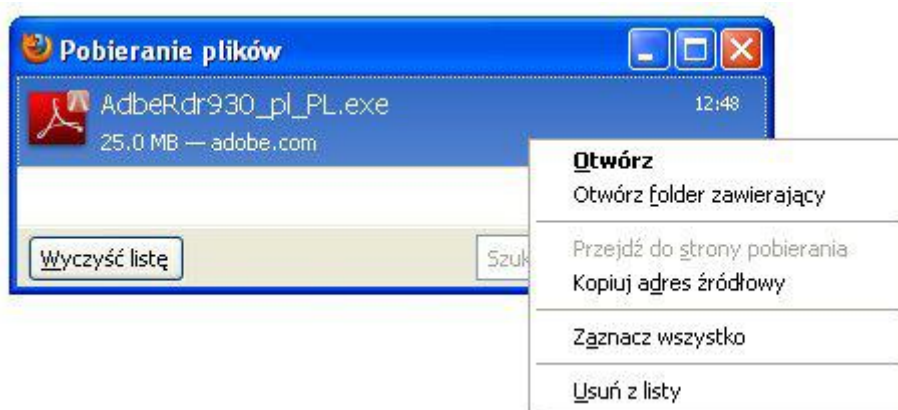 Pobieranie plików
AdbeRdr930_pl_PL.exe 12:48
25.0 MB — adobe.com
Otwórz
Otwórz folder zawierający
Przejdź do strony pobierania
Kopiuj adres źródłowy
Zaznacz wszystko
Usuń z listy
Wyczyść listę
Szuk